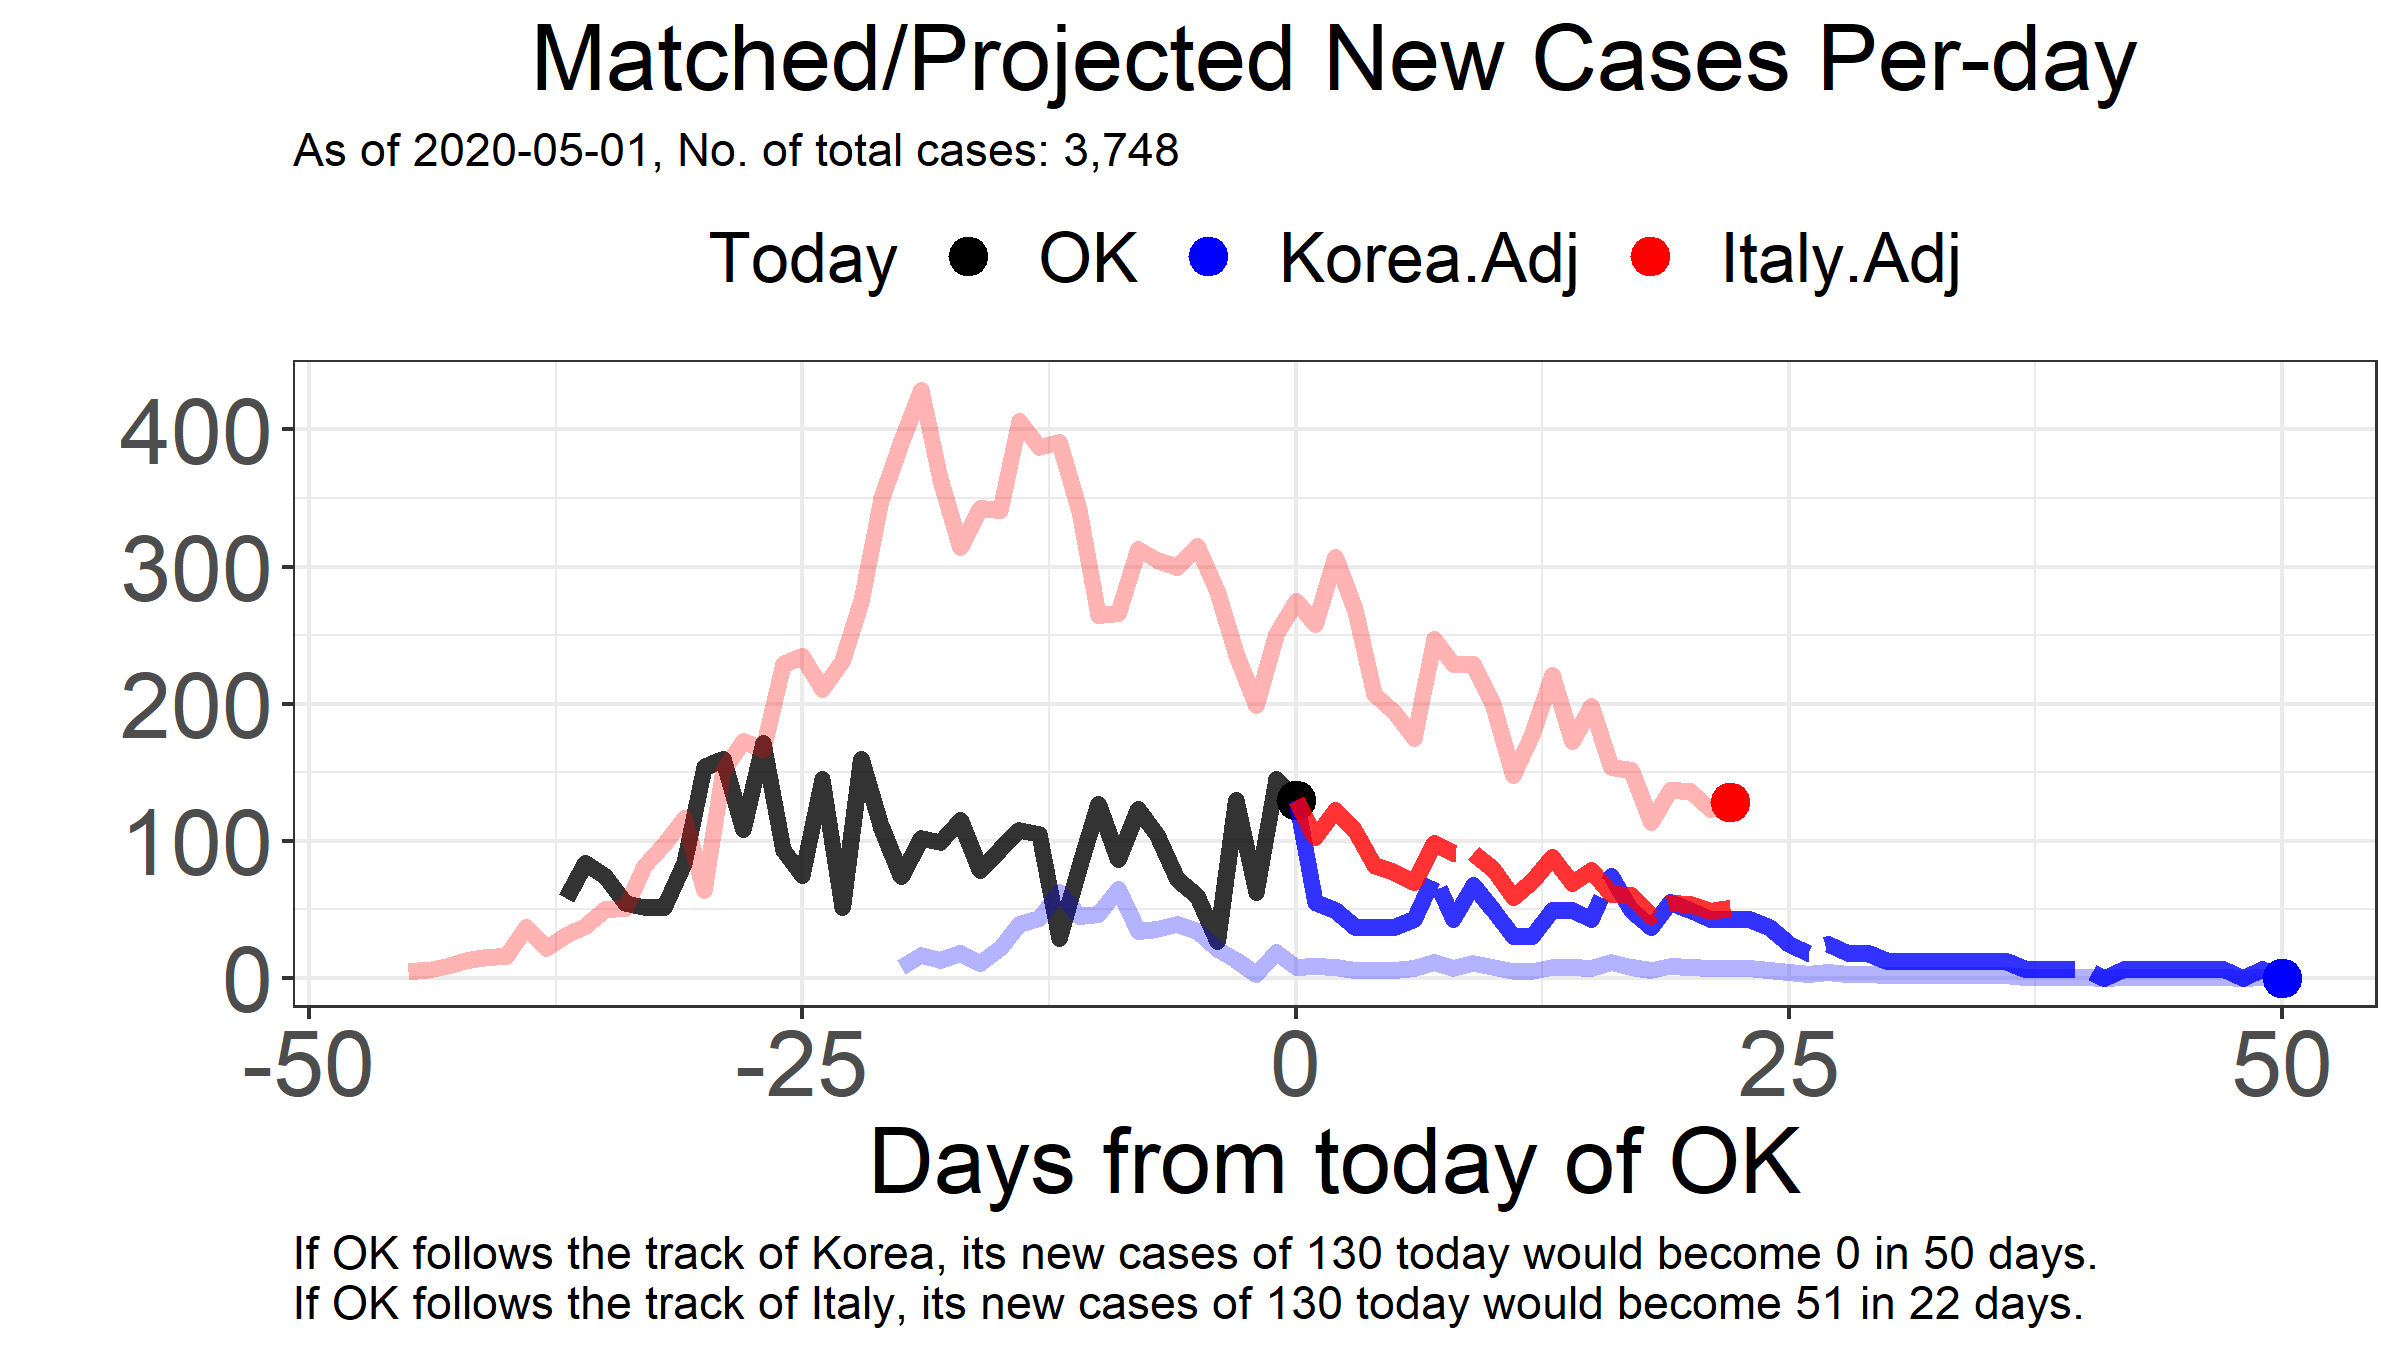 Matched/Projected New Cases Per-day
As of 2020-05-01, No. of total cases: 3,748
Today OK Korea.Adj Italy.Adj
400
300
200
100
0
-50 -25 0 25 50
Days from today of OK
If OK follows the track of Korea, its new cases of 130 today would become 0 in 50 days.
If OK follows the track of Italy, its new cases of 130 today would become 51 in 22 days.